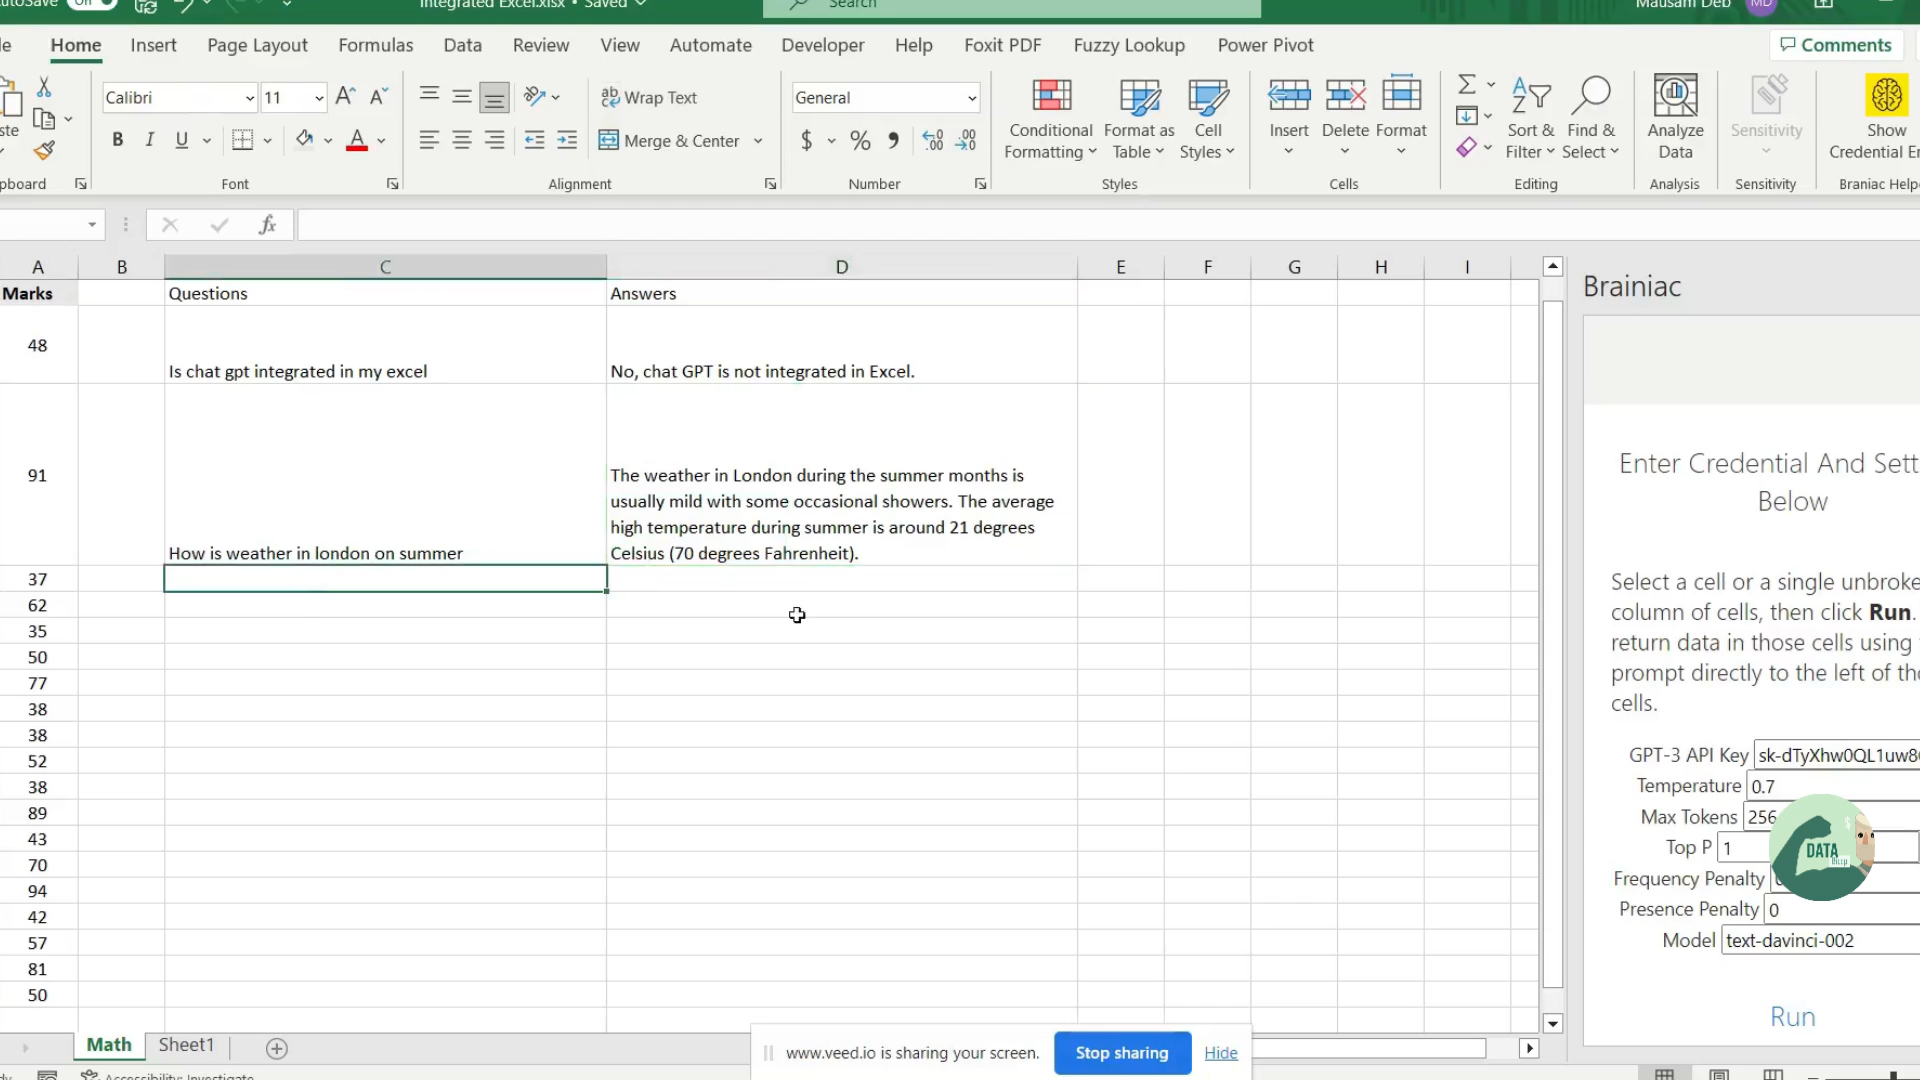 AutoSave On Integrated Excel.xlsx • Saved Search Mausam Deb MD
Home Insert Page Layout Formulas Data Review View Automate Developer Help Foxit PDF Fuzzy Lookup Power Pivot Comments
Calibri 11 Wrap Text General
B I U Merge & Center $ % 9
Conditional Formatting
Format as Table
Cell Styles
Insert Delete Format
Sort & Filter
Find & Select
Analyze Data
Sensitivity
Show
Credential
Font Alignment Number Styles Cells Editing Analysis Sensitivity Braniac
fx
A B C D E F G H I
Marks Questions Answers
48 Is chat gpt integrated in my excel No, chat GPT is not integrated in Excel.
91 How is weather in london on summer
The weather in London during the summer months is
usually mild with some occasional showers. The average
high temperature during summer is around 21 degrees
Celsius (70 degrees Fahrenheit).
37
62
35
50
77
38
38
52
38
89
43
70
94
42
57
81
50
Brainiac
Enter Credential And
Below
Select a cell or a single
column of cells, then click Run.
return data in those cells using
prompt directly to the left of
cells.
GPT-3 API Key sk-dTyXhw0QL1uw8
Temperature 0.7
Max Tokens 256
Top P 1
Frequency Penalty
Presence Penalty 0
Model text-davinci-002
DATA
Run
Math Sheet1
www.veed.io is sharing your screen. Stop sharing Hide
Accessibility: Investigate